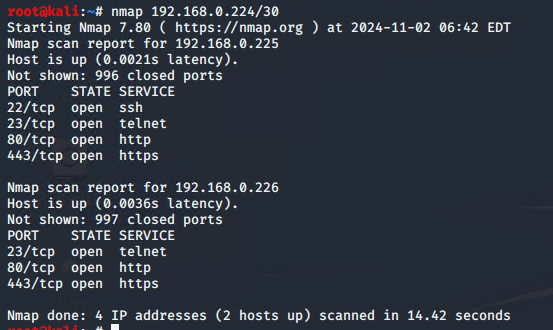 root@kali:~# nmap 192.168.0.224/30
Starting Nmap 7.80 ( https://nmap.org ) at 2024-11-02 06:42 EDT
Nmap scan report for 192.168.0.225
Host is up (0.0021s latency).
Not shown: 996 closed ports
PORT    STATE SERVICE
22/tcp  open  ssh
23/tcp  open  telnet
80/tcp  open  http
443/tcp open  https

Nmap scan report for 192.168.0.226
Host is up (0.0036s latency).
Not shown: 997 closed ports
PORT    STATE SERVICE
23/tcp  open  telnet
80/tcp  open  http
443/tcp open  https

Nmap done: 4 IP addresses (2 hosts up) scanned in 14.42 seconds
root@kali:~#